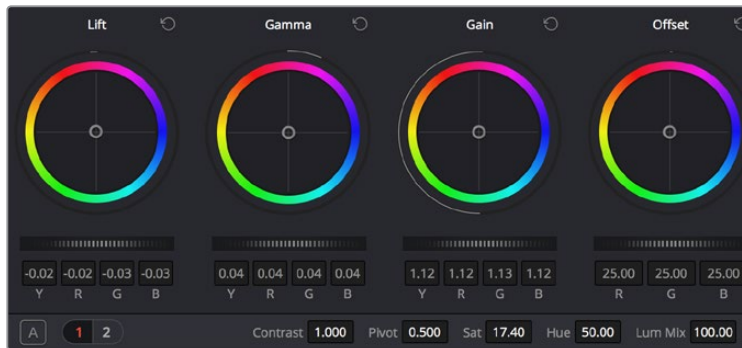 Lift Gamma Gain Offset
-0.02 -0.02 -0.03 -0.03 0.04 0.04 0.04 0.04 1.12 1.12 1.13 1.12 25.00 25.00 25.00
Y R G B Y R G B Y R G B R G B
A 1 2 Contrast 1.000 Pivot 0.500 Sat 17.40 Hue 50.00 Lum Mix 100.00